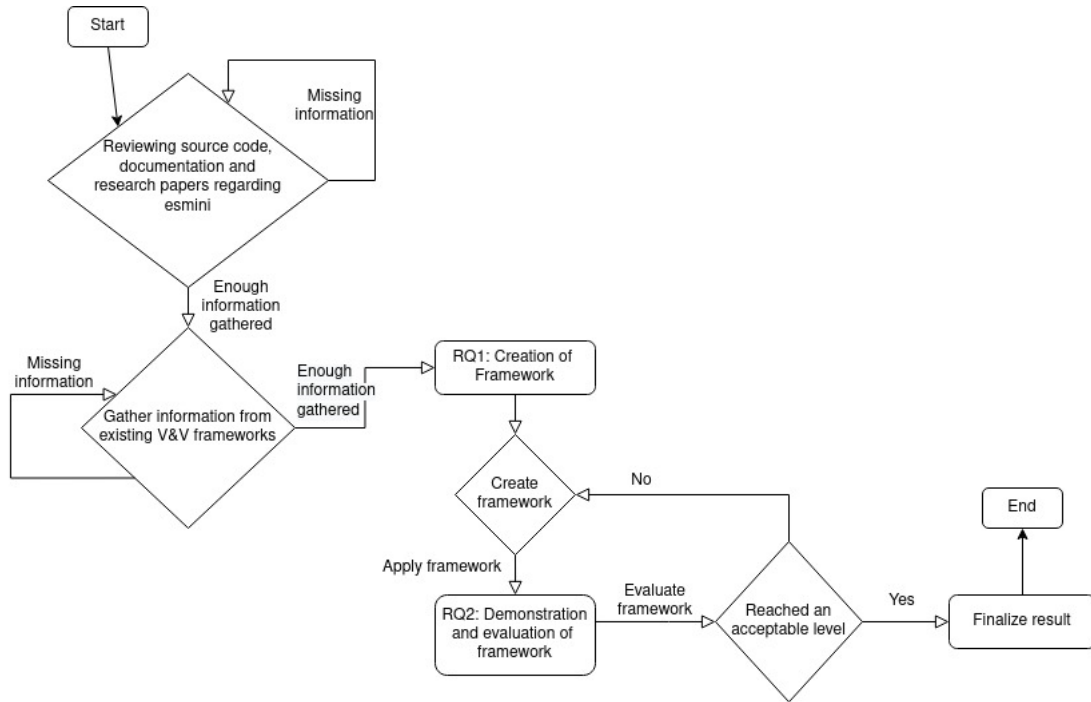 Start
Missing
information
Reviewing source code,
documentation and
research papers regarding
esmini
Enough
information
gathered
Missing
information
Gather information from
existing V&V frameworks
Enough
information
gathered
RQ1: Creation of
Framework
Create
framework
No
Apply framework
RQ2: Demonstration
and evaluation of
framework
Evaluate
framework
Reached an
acceptable level
Yes
Finalize result
End